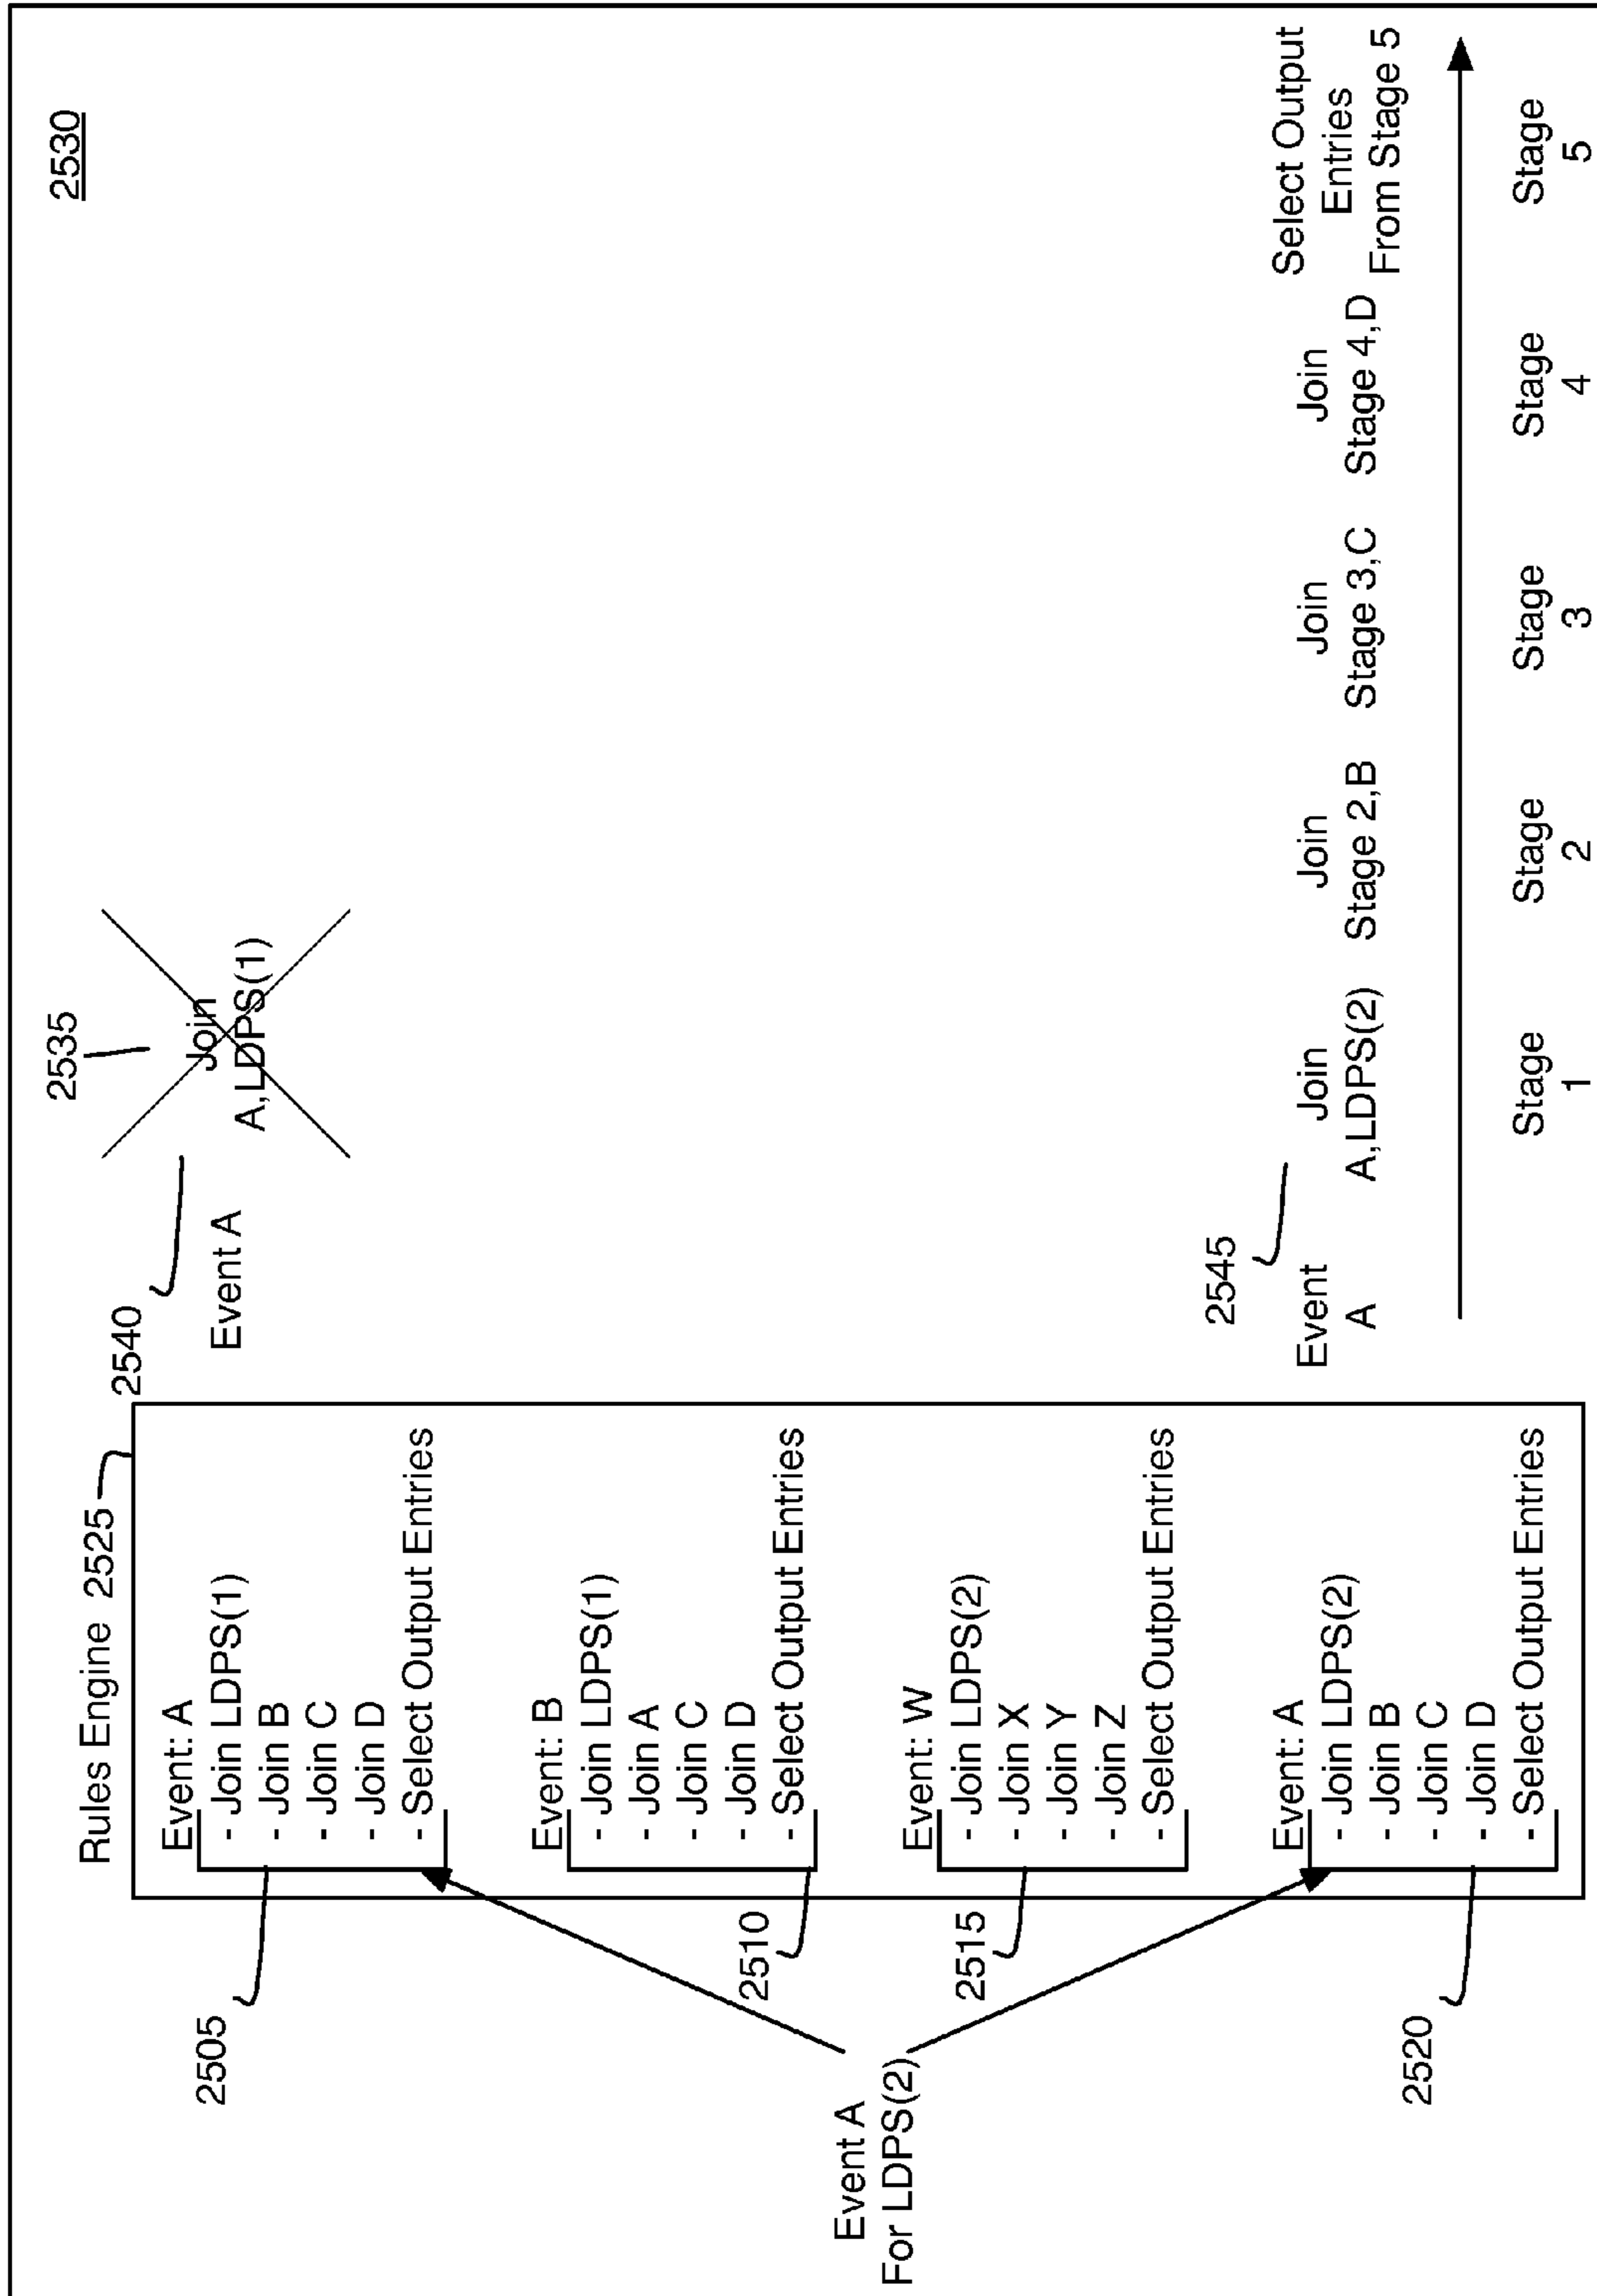 2530
Rules Engine 2525
Event: A
- Join LDPS(1)
- Join B
- Join C
- Join D
- Select Output Entries
Event: B
- Join LDPS(1)
- Join A
- Join C
- Join D
- Select Output Entries
Event: W
- Join LDPS(2)
- Join X
- Join Y
- Join Z
- Select Output Entries
Event: A
- Join LDPS(2)
- Join B
- Join C
- Join D
- Select Output Entries
2505
2510
2515
2520
Event A
For LDPS(2)
2540
2535
Event A
Join
A,LDPS(1)
2545
Event
A
Join
A,LDPS(2)
Join
Stage 2,B
Join
Stage 3,C
Join
Stage 4,D
Select Output
Entries
From Stage 5
Stage
1
Stage
2
Stage
3
Stage
4
Stage
5